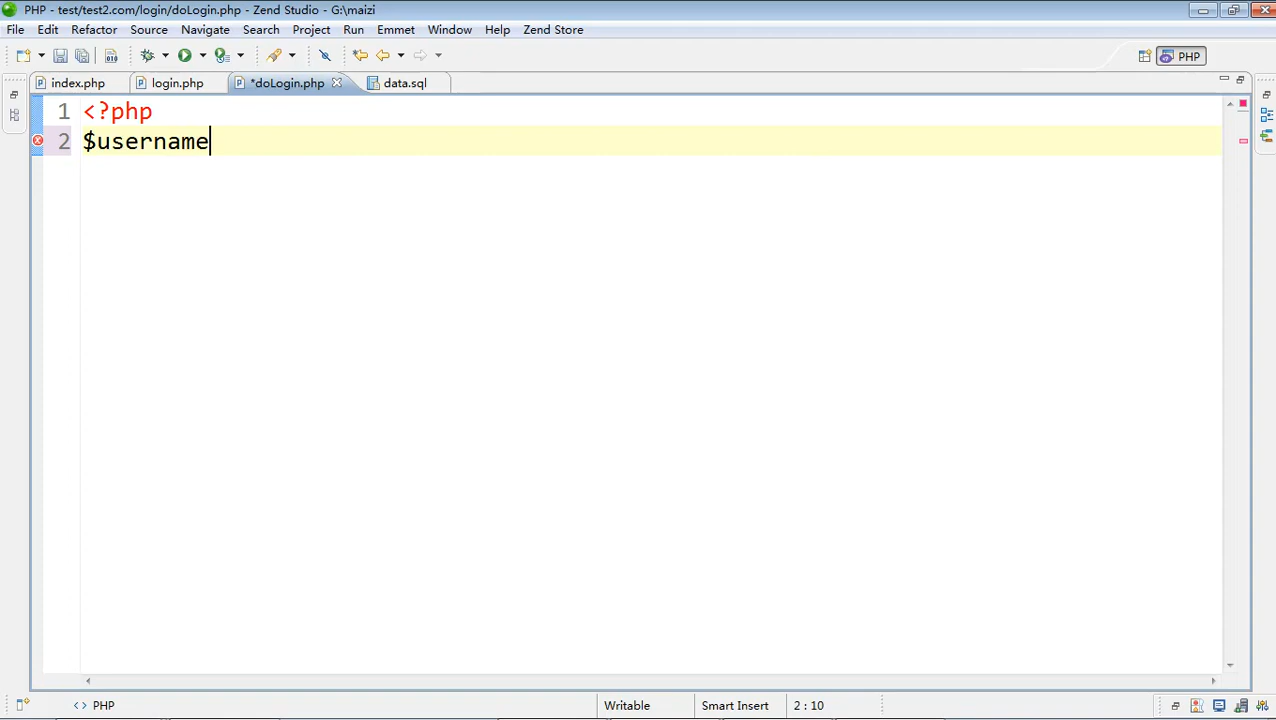 PHP - test/test2.com/login/doLogin.php - Zend Studio - G:\maizi
File Edit Refactor Source Navigate Search Project Run Emmet Window Help Zend Store
PHP
index.php login.php *doLogin.php data.sql
1 <?php
2 $username
<> PHP Writable Smart Insert 2 : 10